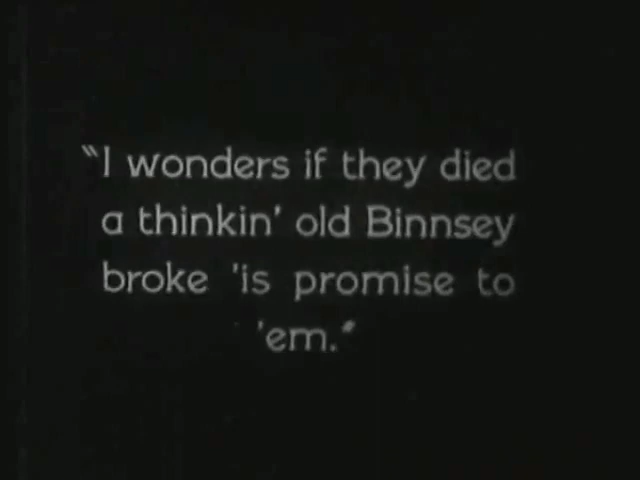 "I wonders if they died
a thinkin' old Binnsey
broke 'is promise to
'em."